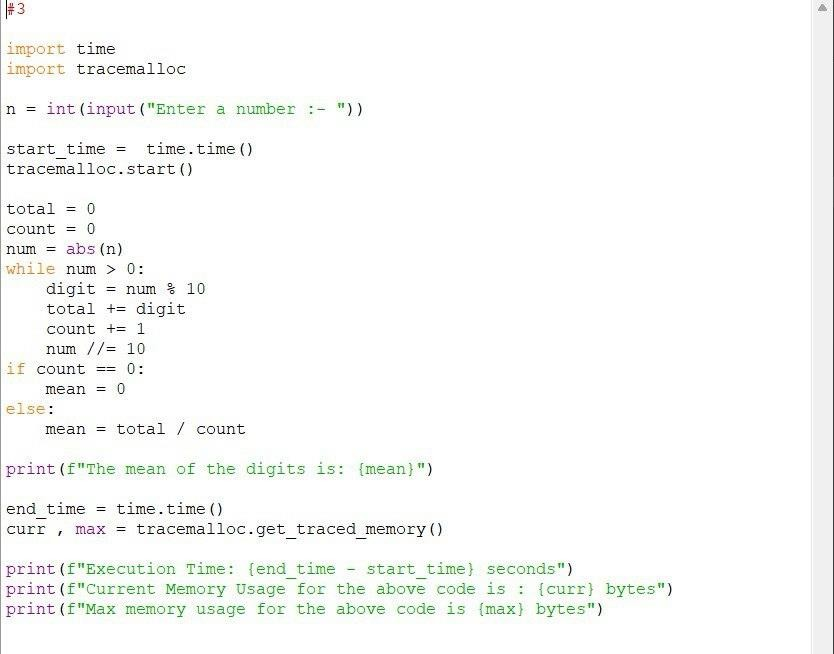 #3
import time
import tracemalloc
n = int(input("Enter a number :- "))
start_time =  time.time()
tracemalloc.start()
total = 0
count = 0
num = abs(n)
while num > 0:
    digit = num % 10
    total += digit
    count += 1
    num //= 10
if count == 0:
    mean = 0
else:
    mean = total / count
print(f"The mean of the digits is: {mean}")
end_time = time.time()
curr , max = tracemalloc.get_traced_memory()
print(f"Execution Time: {end_time - start_time} seconds")
print(f"Current Memory Usage for the above code is : {curr} bytes")
print(f"Max memory usage for the above code is {max} bytes")